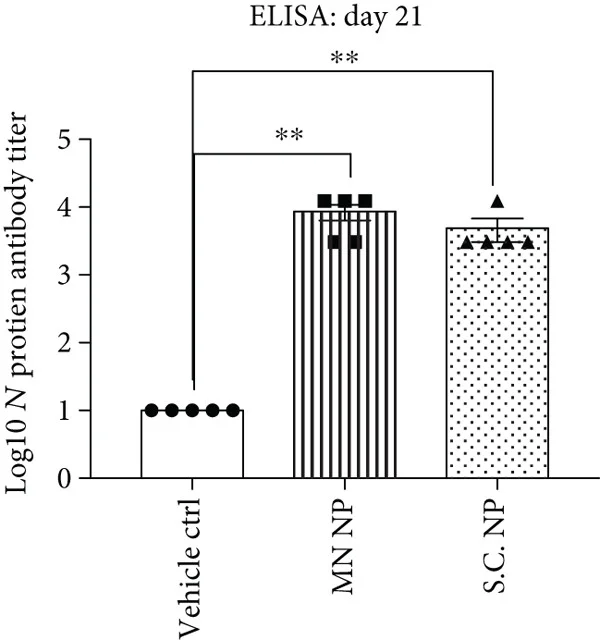 ELISA: day 21
**
**
Log10 N protien antibody titer
5
4
3
2
1
0
Vehicle ctrl
MN NP
S.C. NP